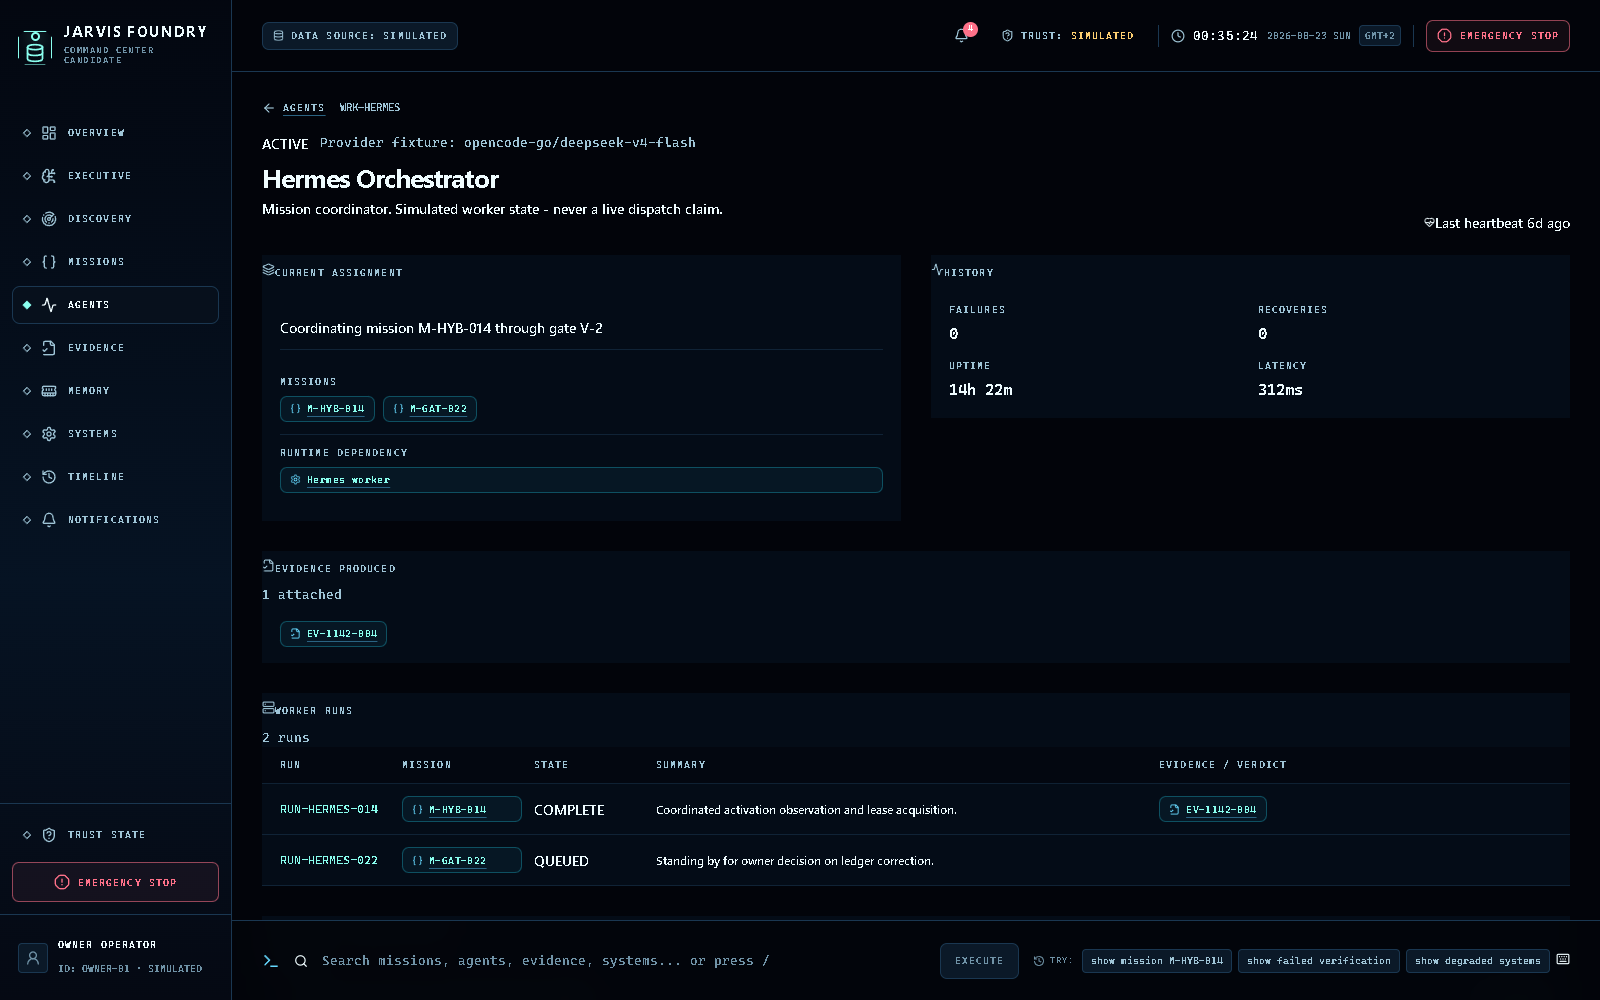 JARVIS FOUNDRY
COMMAND CENTER
CANDIDATE
DATA SOURCE: SIMULATED
4
TRUST: SIMULATED
00:35:24 2026-08-23 SUN GMT+2
EMERGENCY STOP
OVERVIEW
EXECUTIVE
DISCOVERY
MISSIONS
AGENTS
EVIDENCE
MEMORY
SYSTEMS
TIMELINE
NOTIFICATIONS
TRUST STATE
EMERGENCY STOP
OWNER OPERATOR
ID: OWNER-01 • SIMULATED
AGENTS WRK-HERMES
ACTIVE Provider fixture: opencode-go/deepseek-v4-flash
Hermes Orchestrator
Mission coordinator. Simulated worker state - never a live dispatch claim.
Last heartbeat 6d ago
CURRENT ASSIGNMENT
Coordinating mission M-HYB-014 through gate V-2
MISSIONS
M-HYB-014 M-GAT-022
RUNTIME DEPENDENCY
Hermes worker
HISTORY
FAILURES RECOVERIES
0 0
UPTIME LATENCY
14h 22m 312ms
EVIDENCE PRODUCED
1 attached
EV-1142-004
WORKER RUNS
2 runs
RUN MISSION STATE SUMMARY EVIDENCE / VERDICT
RUN-HERMES-014 M-HYB-014 COMPLETE Coordinated activation observation and lease acquisition. EV-1142-004
RUN-HERMES-022 M-GAT-022 QUEUED Standing by for owner decision on ledger correction.
Search missions, agents, evidence, systems... or press /
EXECUTE
TRY: show mission M-HYB-014 show failed verification show degraded systems